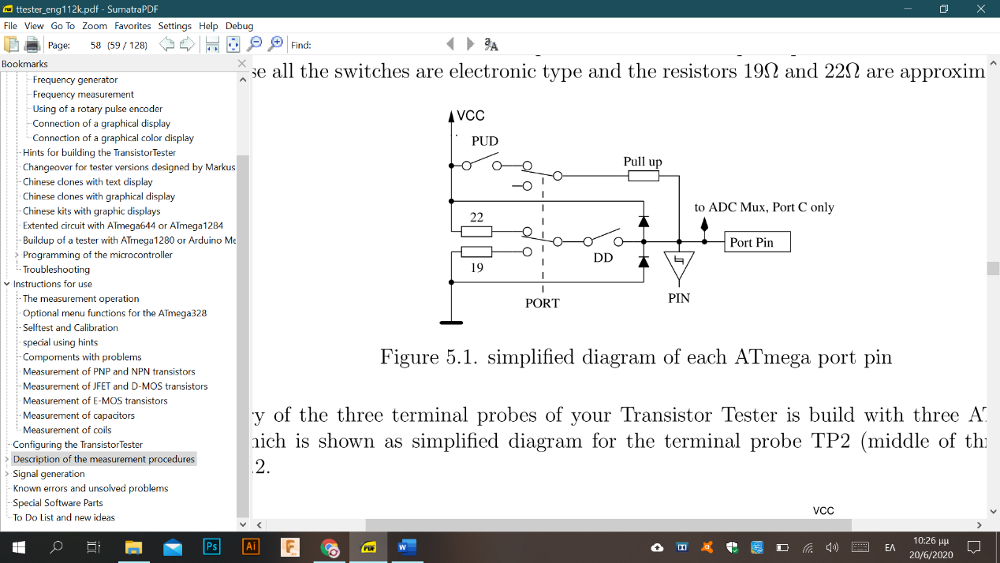 ttester_eng112k.pdf - SumatraPDF
File View Go To Zoom Favorites Settings Help Debug
Page: 58 (59 / 128) Find:
Bookmarks
Frequency generator
Frequency measurement
Using of a rotary pulse encoder
Connection of a graphical display
Connection of a graphical color display
Hints for building the TransistorTester
Changeover for tester versions designed by Markus
Chinese clones with text display
Chinese clones with graphical display
Chinese kits with graphic displays
Extented circuit with ATmega644 or ATmega1284
Buildup of a tester with ATmega1280 or Arduino Me
Programming of the microcontroller
Troubleshooting
Instructions for use
The measurement operation
Optional menu functions for the ATmega328
Selftest and Calibration
special using hints
Compoments with problems
Measurement of PNP and NPN transistors
Measurement of JFET and D-MOS transistors
Measurement of E-MOS transistors
Measurement of capacitors
Measurement of coils
Configuring the TransistorTester
Description of the measurement procedures
Signal generation
Known errors and unsolved problems
Special Software Parts
To Do List and new ideas
se all the switches are electronic type and the resistors 19Ω and 22Ω are approxim
VCC
PUD
Pull up
to ADC Mux, Port C only
22
Port Pin
DD
19
PIN
PORT
Figure 5.1. simplified diagram of each ATmega port pin
ry of the three terminal probes of your Transistor Tester is build with three AT
hich is shown as simplified diagram for the terminal probe TP2 (middle of thr
.2.
VCC
Ps Ai F PDF W ΕΛ
10:26 μμ
20/6/2020